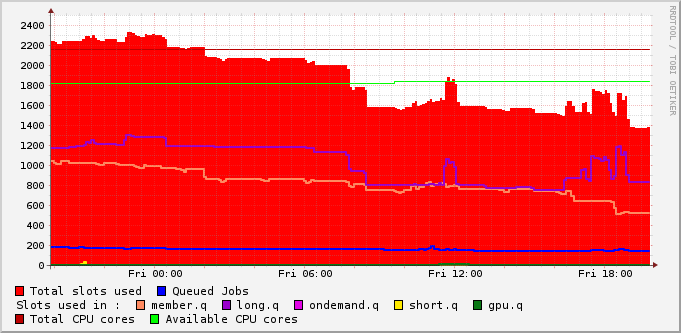 2400
2200
2000
1800
1600
1400
1200
1000
800
600
400
200
0
Fri 00:00 Fri 06:00 Fri 12:00 Fri 18:00
Total slots used Queued Jobs
Slots used in : member.q long.q ondemand.q short.q gpu.q
Total CPU cores Available CPU cores
RRDTOOL / TOBI OETIKER